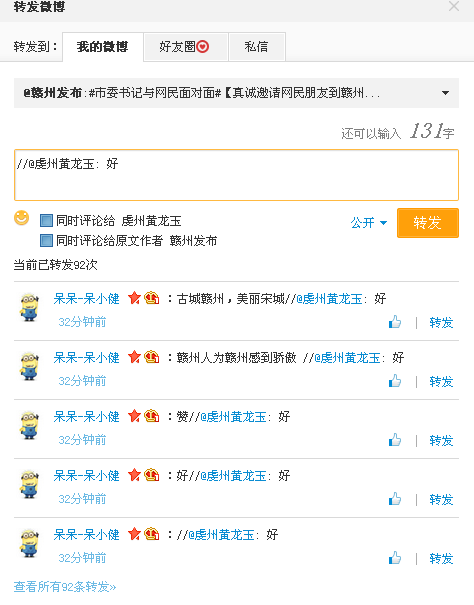 转发微博
转发到： 我的微博 好友圈 私信
@赣州发布:#市委书记与网民面对面#【真诚邀请网民朋友到赣州...
还可以输入 131字
//@虔州黄龙玉: 好
同时评论给 虔州黄龙玉 公开 转发
同时评论给原文作者 赣州发布
当前已转发92次
呆呆-呆小健 ：古城赣州，美丽宋城//@虔州黄龙玉: 好
32分钟前 | 转发
呆呆-呆小健 ：赣州人为赣州感到骄傲 //@虔州黄龙玉: 好
32分钟前 | 转发
呆呆-呆小健 ：赞//@虔州黄龙玉: 好
32分钟前 | 转发
呆呆-呆小健 ：好//@虔州黄龙玉: 好
32分钟前 | 转发
呆呆-呆小健 ：//@虔州黄龙玉: 好
32分钟前 | 转发
查看所有92条转发»